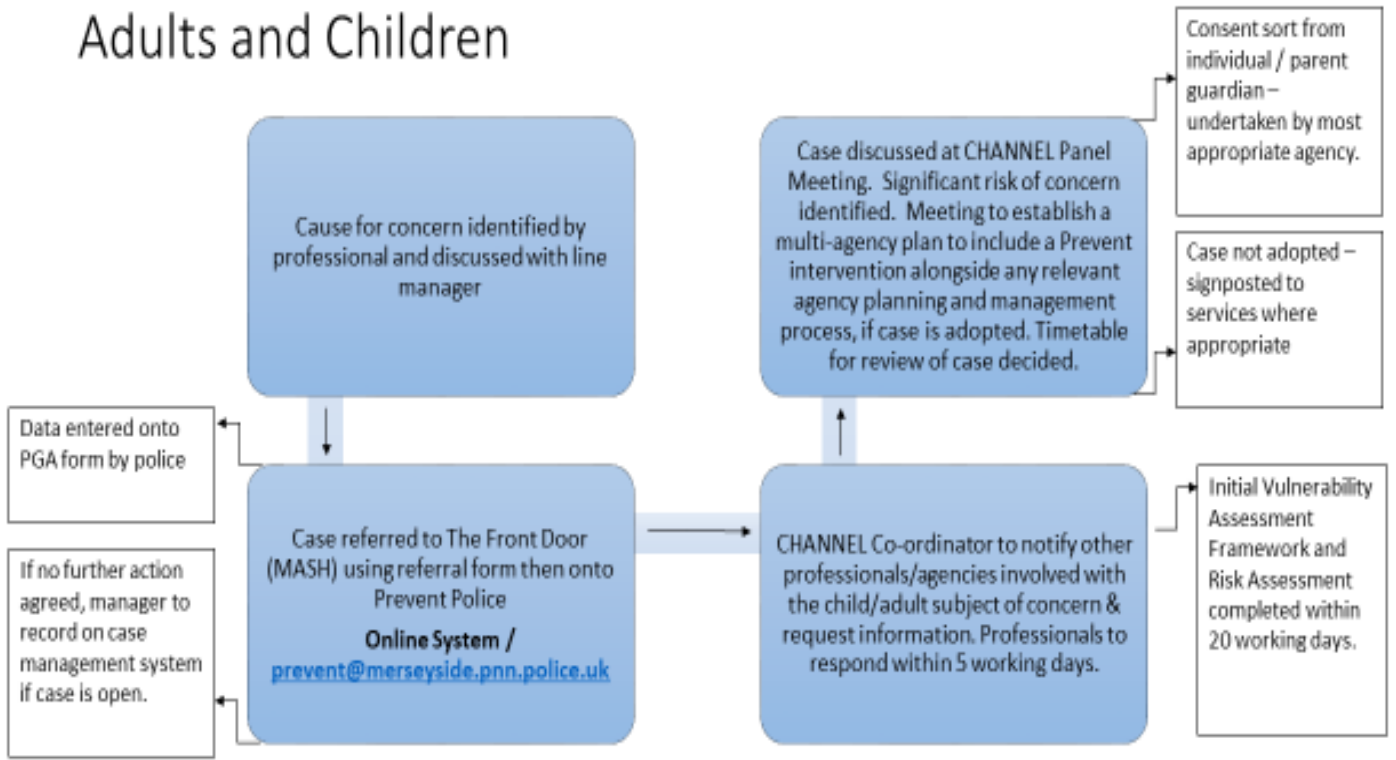 Adults and Children
Cause for concern identified by
professional and discussed with line
manager
Data entered onto
PGA form by police
Case referred to The Front Door
(MASH) using referral form then onto
Prevent Police
Online System /
prevent@merseyside.pnn.police.uk
If no further action
agreed, manager to
record on case
management system
if case is open.
CHANNEL Co-ordinator to notify other
professionals/agencies involved with
the child/adult subject of concern &
request information. Professionals to
respond within 5 working days.
Initial Vulnerability
Assessment
Framework and
Risk Assessment
completed within
20 working days.
Case discussed at CHANNEL Panel
Meeting. Significant risk of concern
identified. Meeting to establish a
multi-agency plan to include a Prevent
intervention alongside any relevant
agency planning and management
process, if case is adopted. Timetable
for review of case decided.
Consent sort from
individual / parent
guardian –
undertaken by most
appropriate agency.
Case not adopted –
signposted to
services where
appropriate